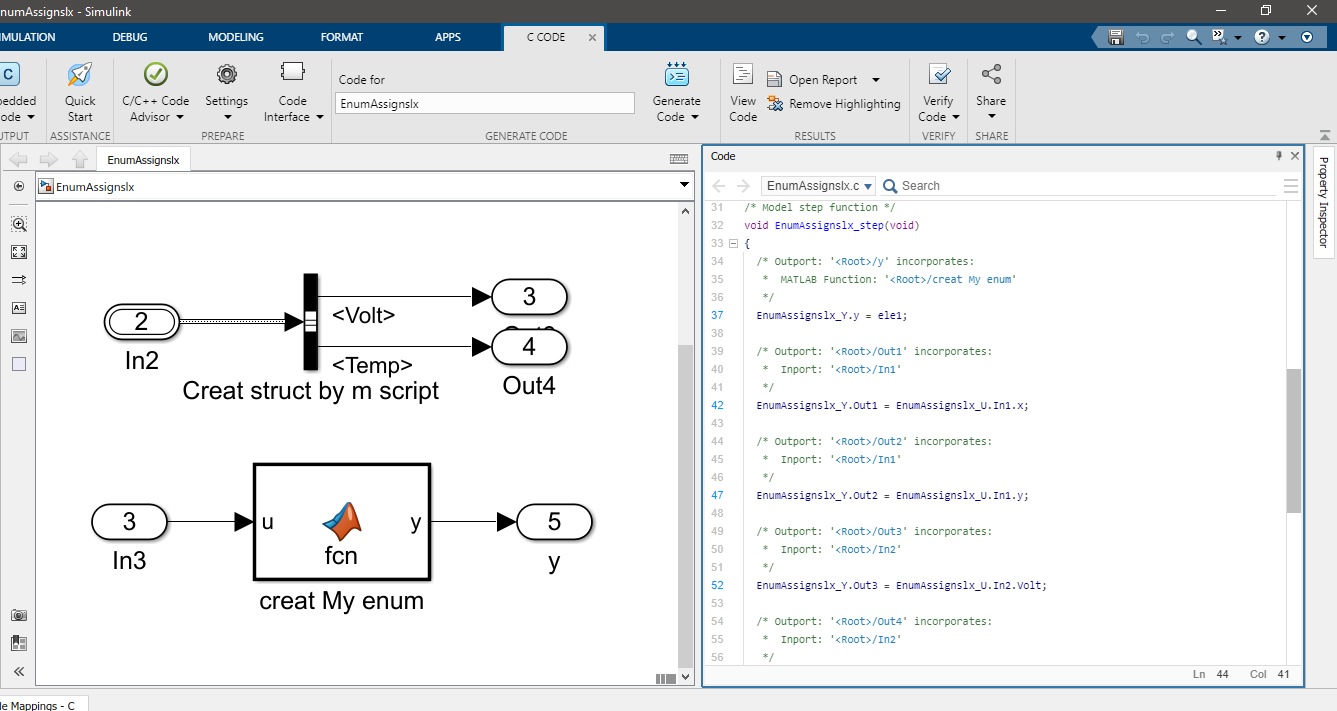 numAssignslx - Simulink
IMULATION DEBUG MODELING FORMAT APPS C CODE
C
bedded
ode
Quick
Start
C/C++ Code
Advisor
Settings
Code
Interface
Code for
EnumAssignslx
Generate
Code
View
Code
Open Report
Remove Highlighting
Verify
Code
Share
UTPUT ASSISTANCE PREPARE GENERATE CODE RESULTS VERIFY SHARE
EnumAssignslx
EnumAssignslx
2
In2
<Volt>
<Temp>
3
4
Out4
Creat struct by m script
3
In3
u
fcn
y
creat My enum
5
y
Code
EnumAssignslx.c Search
31 /* Model step function */
32 void EnumAssignslx_step(void)
33 {
34 /* Outport: '<Root>/y' incorporates:
35 * MATLAB Function: '<Root>/creat My enum'
36 */
37 EnumAssignslx_Y.y = ele1;
38
39 /* Outport: '<Root>/Out1' incorporates:
40 * Inport: '<Root>/In1'
41 */
42 EnumAssignslx_Y.Out1 = EnumAssignslx_U.In1.x;
43
44 /* Outport: '<Root>/Out2' incorporates:
45 * Inport: '<Root>/In1'
46 */
47 EnumAssignslx_Y.Out2 = EnumAssignslx_U.In1.y;
48
49 /* Outport: '<Root>/Out3' incorporates:
50 * Inport: '<Root>/In2'
51 */
52 EnumAssignslx_Y.Out3 = EnumAssignslx_U.In2.Volt;
53
54 /* Outport: '<Root>/Out4' incorporates:
55 * Inport: '<Root>/In2'
56 */
Ln 44 Col 41
Property Inspector
le Mappings - C